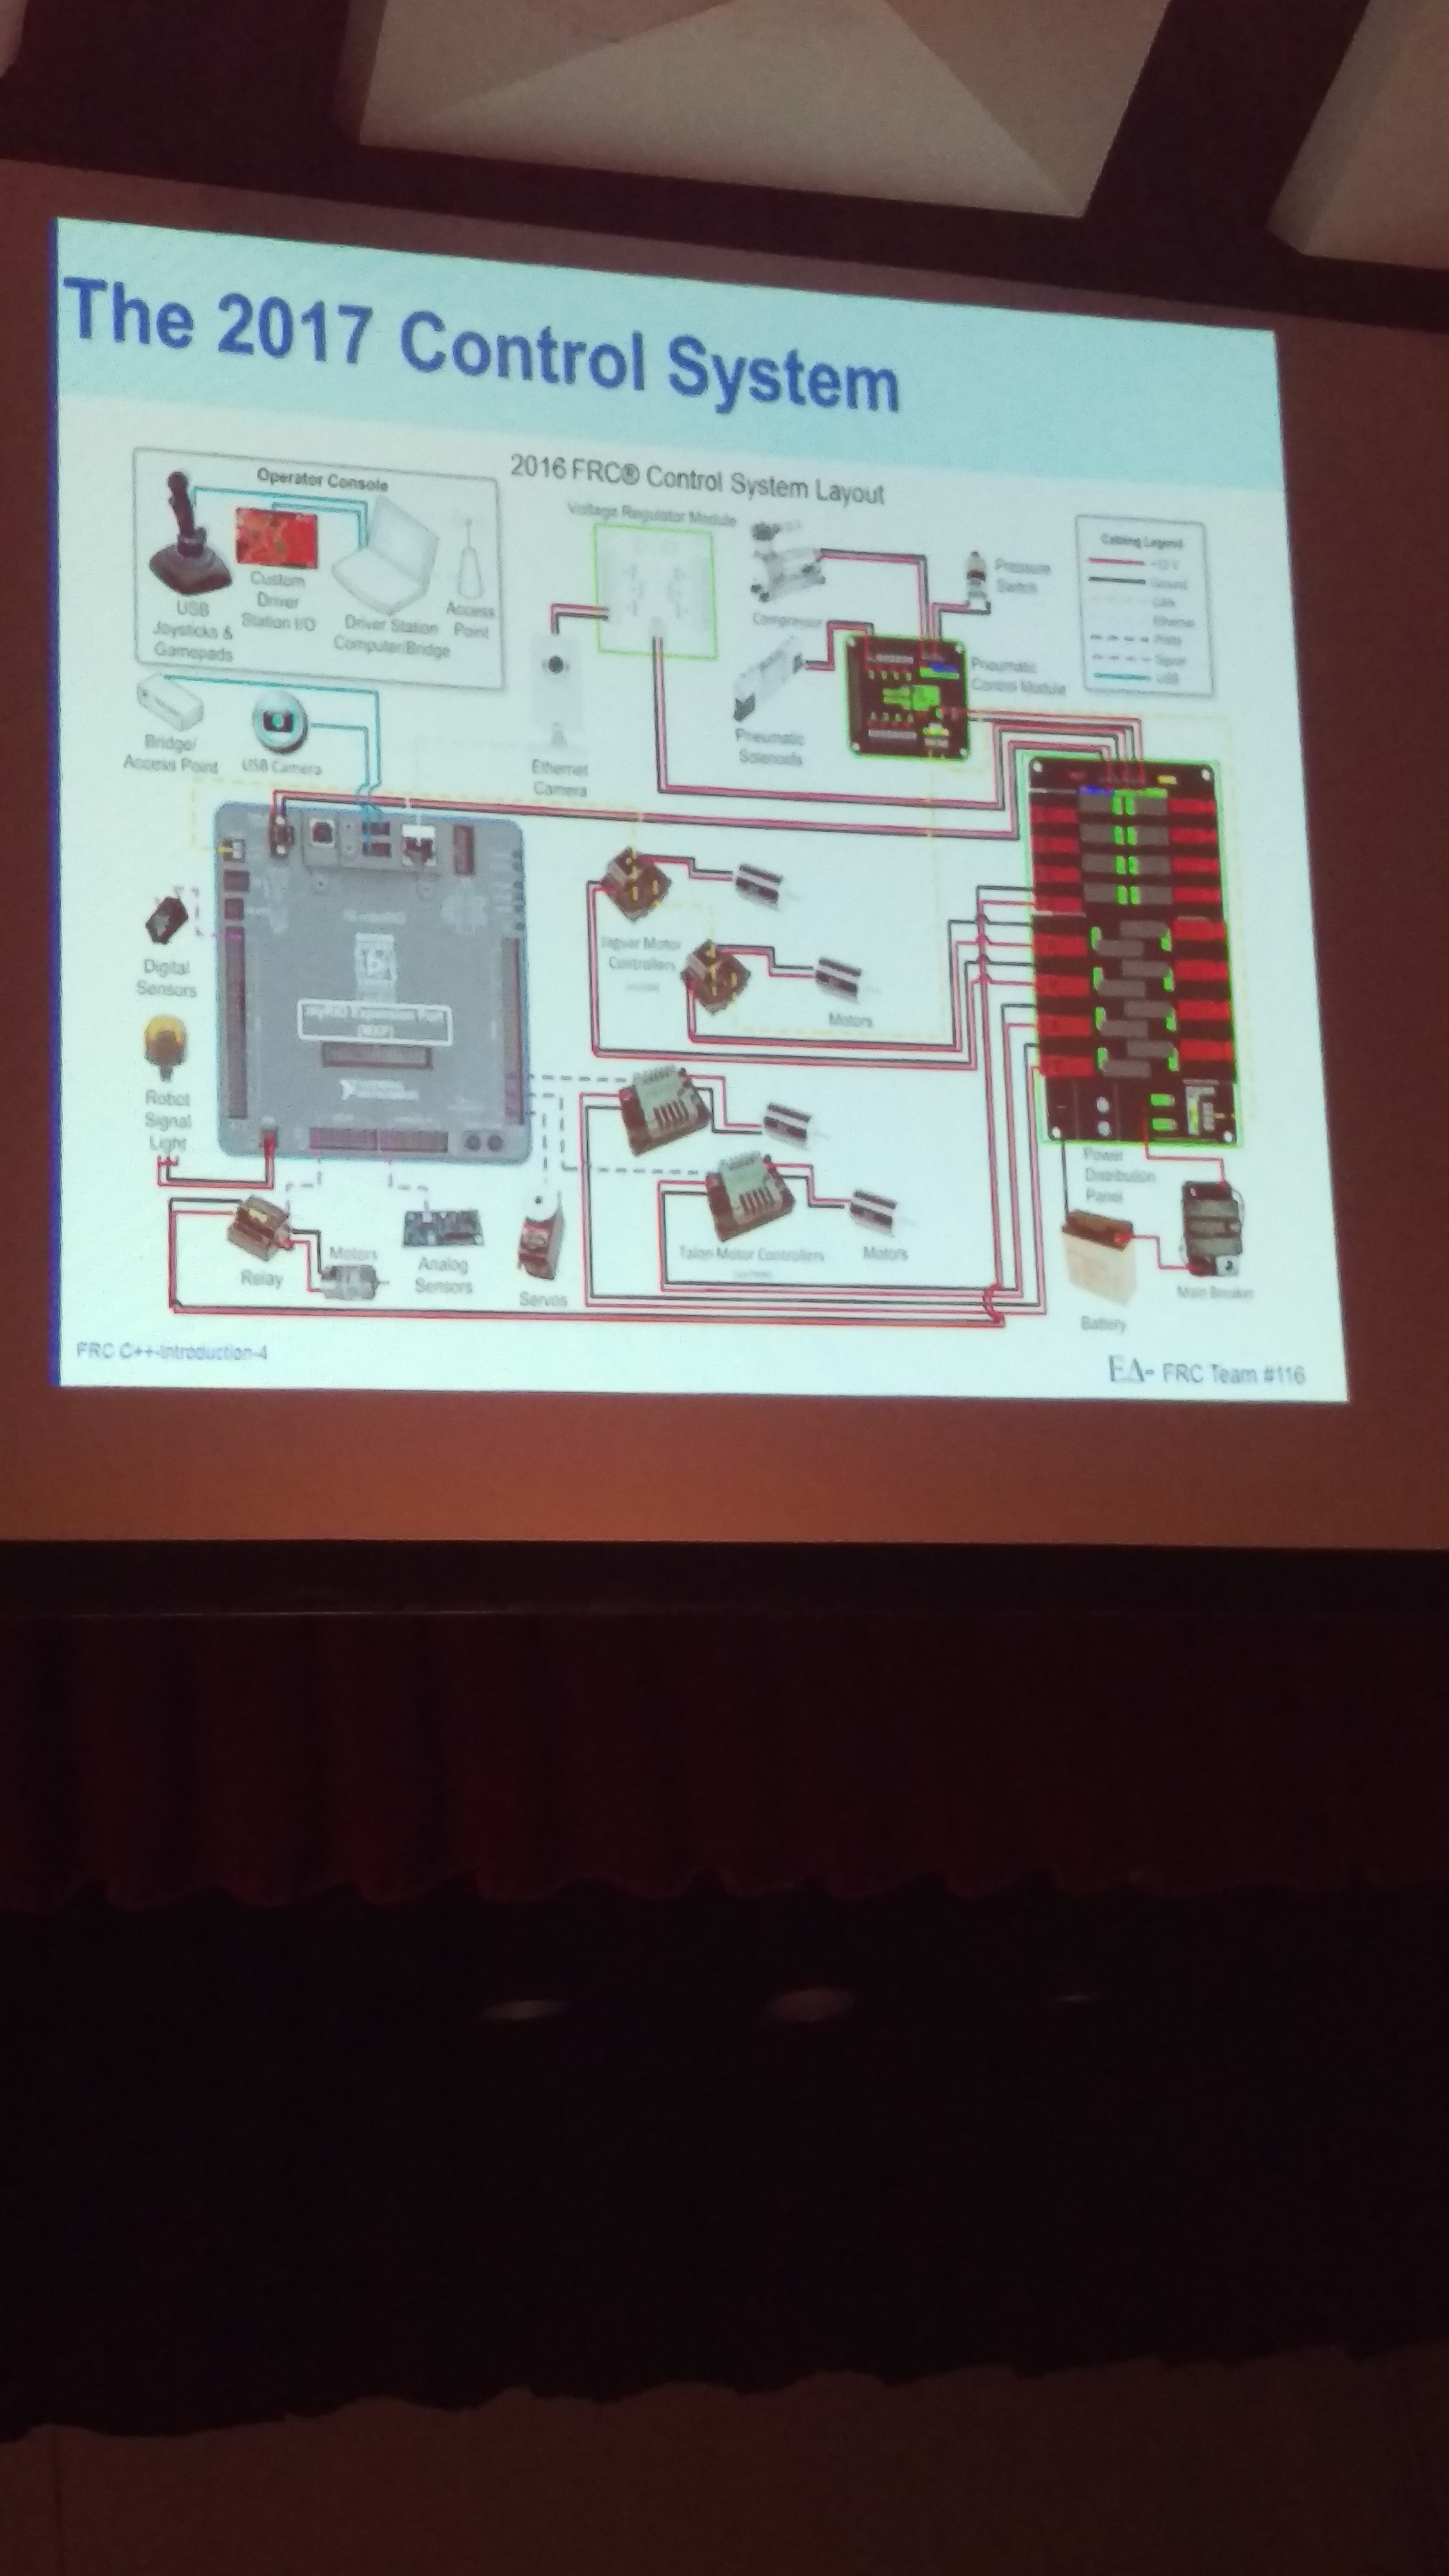 The 2017 Control System
2016 FRC® Control System Layout
Operator Console
USB
Joysticks &
Gamepads
Custom
Driver
Station I/O
Driver Station
Computer/Bridge
Access
Point
Voltage Regulator Module
Compressor
Pressure
Switch
Cabling Legend
Ground
CAN
Ethernet
PWM
USB
Pneumatic
Control Module
Pneumatic
Solenoids
Bridge/
Access Point
USB Camera
Ethernet
Camera
Digital
Sensors
Jaguar Motor
Controllers
Motors
Robot
Signal
Light
Relay
Motors
Analog
Sensors
Servos
Talon Motor Controllers
Motors
Power
Distribution
Panel
Battery
Main Breaker
FRC C++-Introduction-4
EΔ- FRC Team #116